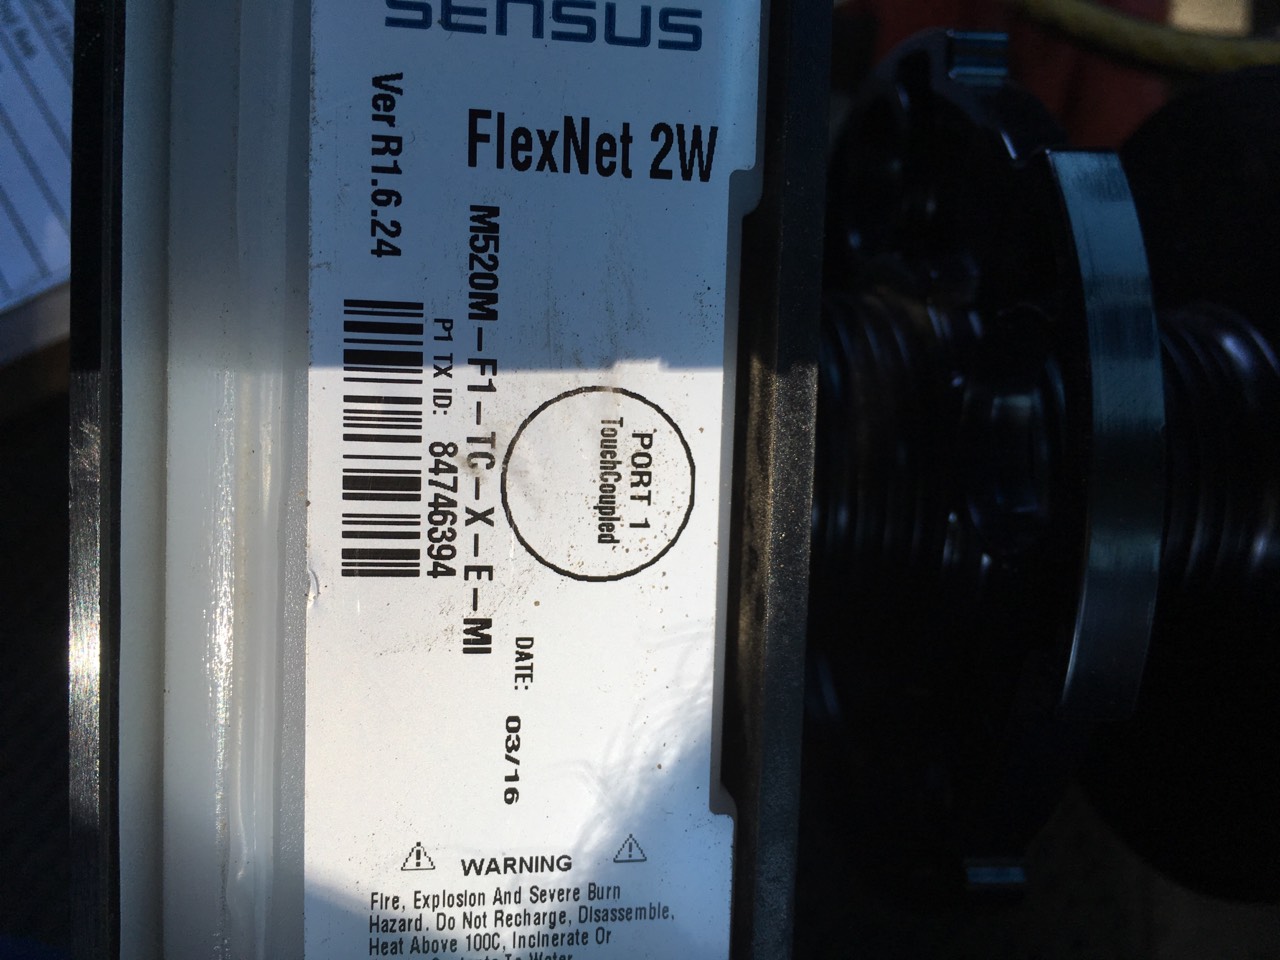 SENSUS
FlexNet 2W
Ver R1.6.24
M520M-F1-TC-X-E-MI
P1 TX ID: 84746394
PORT 1
TouchCoupled
DATE: 03/16
WARNING
Fire, Explosion And Severe Burn
Hazard. Do Not Recharge, Disassemble,
Heat Above 100C, Incinerate Or